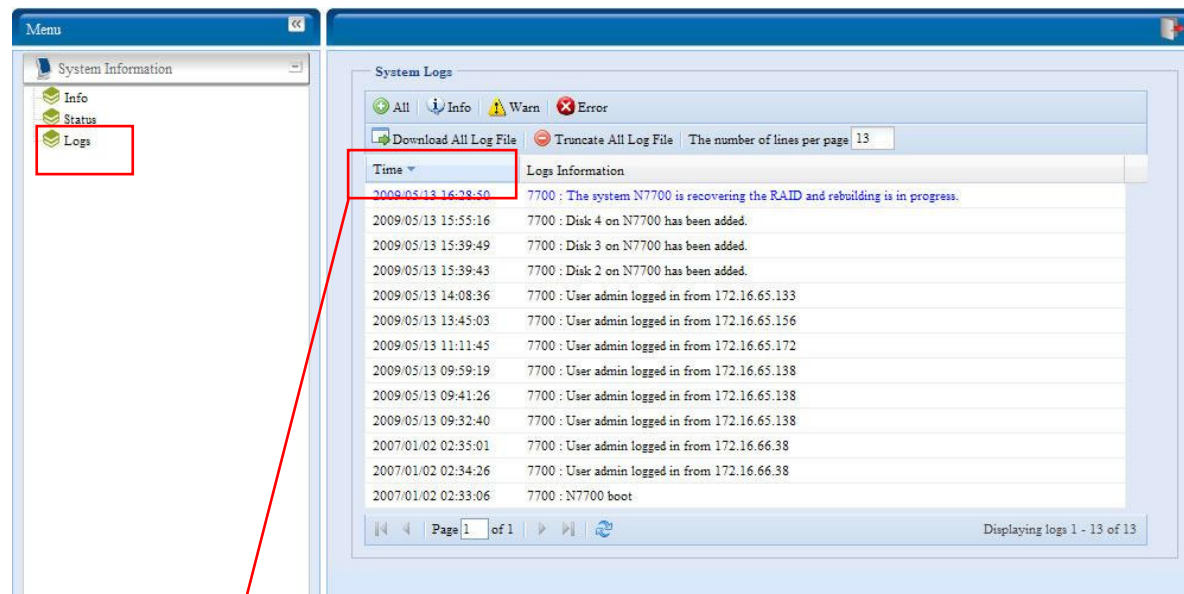 Menu
System Information
Info
Status
Logs
System Logs
All Info Warn Error
Download All Log File Truncate All Log File The number of lines per page 13
Time Logs Information
2009/05/13 16:28:50 7700 : The system N7700 is recovering the RAID and rebuilding is in progress.
2009/05/13 15:55:16 7700 : Disk 4 on N7700 has been added.
2009/05/13 15:39:49 7700 : Disk 3 on N7700 has been added.
2009/05/13 15:39:43 7700 : Disk 2 on N7700 has been added.
2009/05/13 14:08:36 7700 : User admin logged in from 172.16.65.133
2009/05/13 13:45:03 7700 : User admin logged in from 172.16.65.156
2009/05/13 11:11:45 7700 : User admin logged in from 172.16.65.172
2009/05/13 09:59:19 7700 : User admin logged in from 172.16.65.138
2009/05/13 09:41:26 7700 : User admin logged in from 172.16.65.138
2009/05/13 09:32:40 7700 : User admin logged in from 172.16.65.138
2007/01/02 02:35:01 7700 : User admin logged in from 172.16.66.38
2007/01/02 02:34:26 7700 : User admin logged in from 172.16.66.38
2007/01/02 02:33:06 7700 : N7700 boot
Page 1 of 1 Displaying logs 1 - 13 of 13